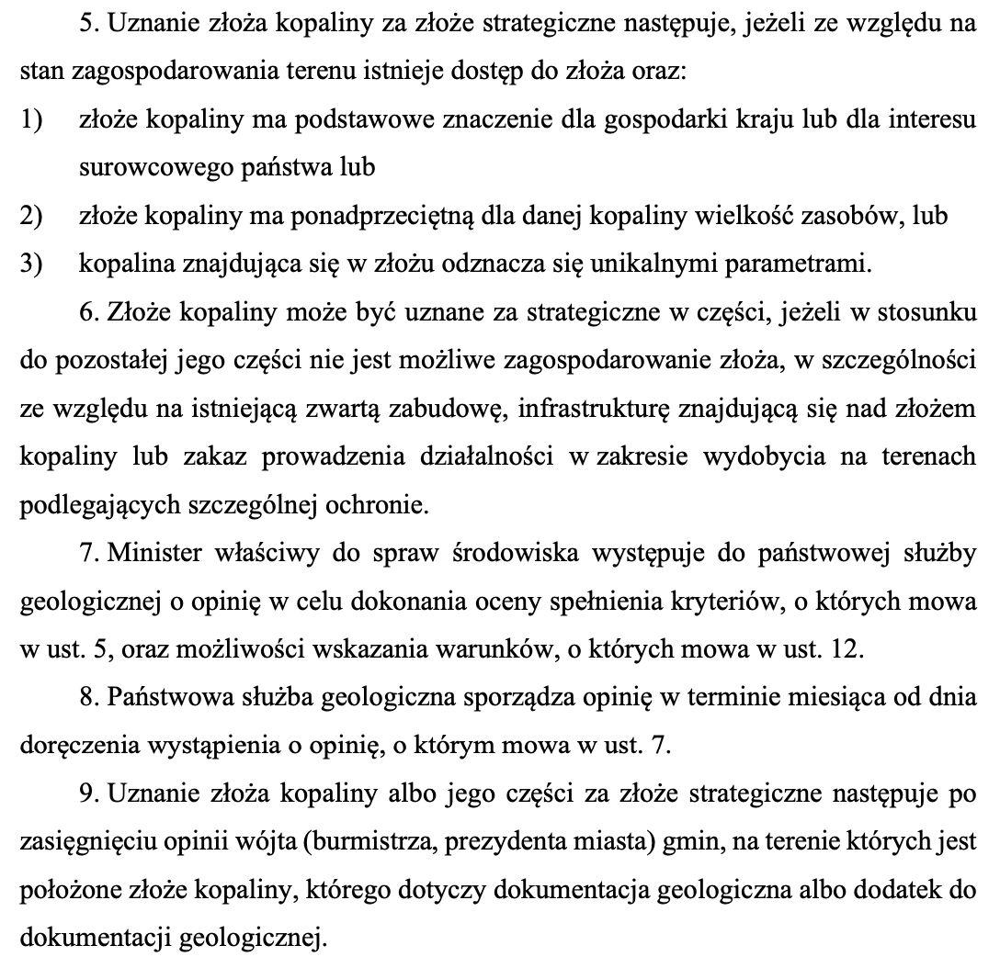 5. Uznanie złoża kopaliny za złoże strategiczne następuje, jeżeli ze względu na
stan zagospodarowania terenu istnieje dostęp do złoża oraz:
1) złoże kopaliny ma podstawowe znaczenie dla gospodarki kraju lub dla interesu
surowcowego państwa lub
2) złoże kopaliny ma ponadprzeciętną dla danej kopaliny wielkość zasobów, lub
3) kopalina znajdująca się w złożu odznacza się unikalnymi parametrami.
6. Złoże kopaliny może być uznane za strategiczne w części, jeżeli w stosunku
do pozostałej jego części nie jest możliwe zagospodarowanie złoża, w szczególności
ze względu na istniejącą zwartą zabudowę, infrastrukturę znajdującą się nad złożem
kopaliny lub zakaz prowadzenia działalności w zakresie wydobycia na terenach
podlegających szczególnej ochronie.
7. Minister właściwy do spraw środowiska występuje do państwowej służby
geologicznej o opinię w celu dokonania oceny spełnienia kryteriów, o których mowa
w ust. 5, oraz możliwości wskazania warunków, o których mowa w ust. 12.
8. Państwowa służba geologiczna sporządza opinię w terminie miesiąca od dnia
doręczenia wystąpienia o opinię, o którym mowa w ust. 7.
9. Uznanie złoża kopaliny albo jego części za złoże strategiczne następuje po
zasięgnięciu opinii wójta (burmistrza, prezydenta miasta) gmin, na terenie których jest
położone złoże kopaliny, którego dotyczy dokumentacja geologiczna albo dodatek do
dokumentacji geologicznej.